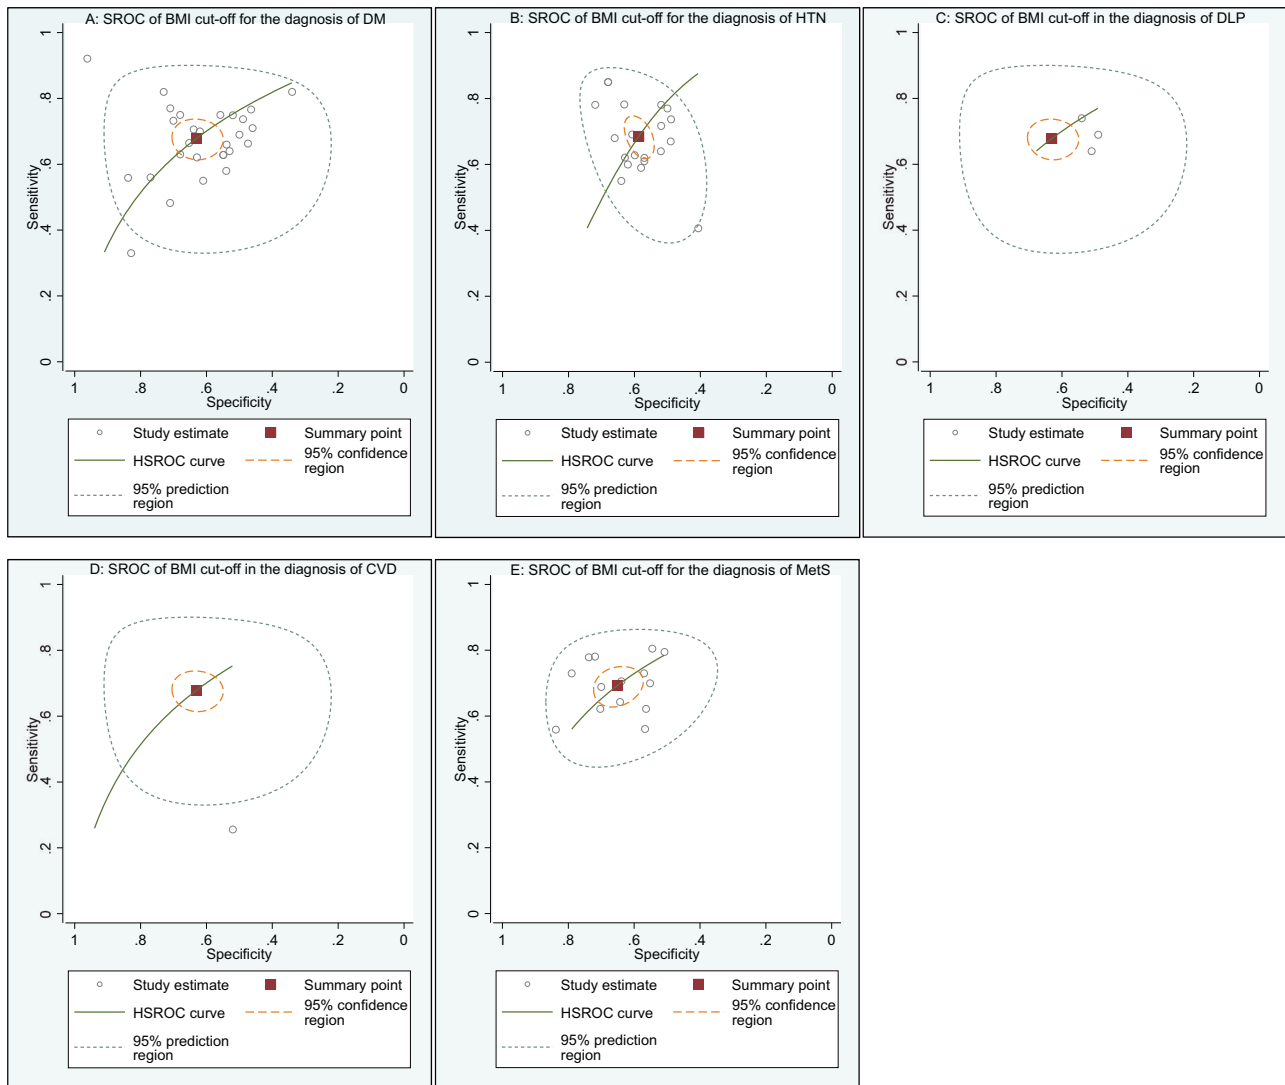 A: SROC of BMI cut-off for the dagnosis of DM
Sensitivity
1
.8
.6
.4
.2
0
1 .8 .6 .4 .2 0
Specificity
Study estimate Summary point
HSROC curve 95% confidence
region
95% prediction
region
B: SROC of BMI cut-off for the diagnosis of HTN
Sensitivity
1
.8
.6
.4
.2
0
1 .8 .6 .4 .2 0
Specificity
Study estimate Summary point
HSROC curve 95% confidence
region
95% prediction
region
C: SROC of BMI cut-off in the diagnosis of DLP
Sensitivity
1
.8
.6
.4
.2
0
1 .8 .6 .4 .2 0
Specificity
Study estimate Summary point
HSROC curve 95% confidence
region
95% prediction
region
D: SROC of BMI cut-off in the diagnosis of CVD
Sensitivity
1
.8
.6
.4
.2
0
1 .8 .6 .4 .2 0
Specificity
Study estimate Summary point
HSROC curve 95% confidence
region
95% prediction
region
E: SROC of BMI cut-off for the diagnosis of MetS
Sensitivity
1
.8
.6
.4
.2
0
1 .8 .6 .4 .2 0
Specificity
Study estimate Summary point
HSROC curve 95% confidence
region
95% prediction
region